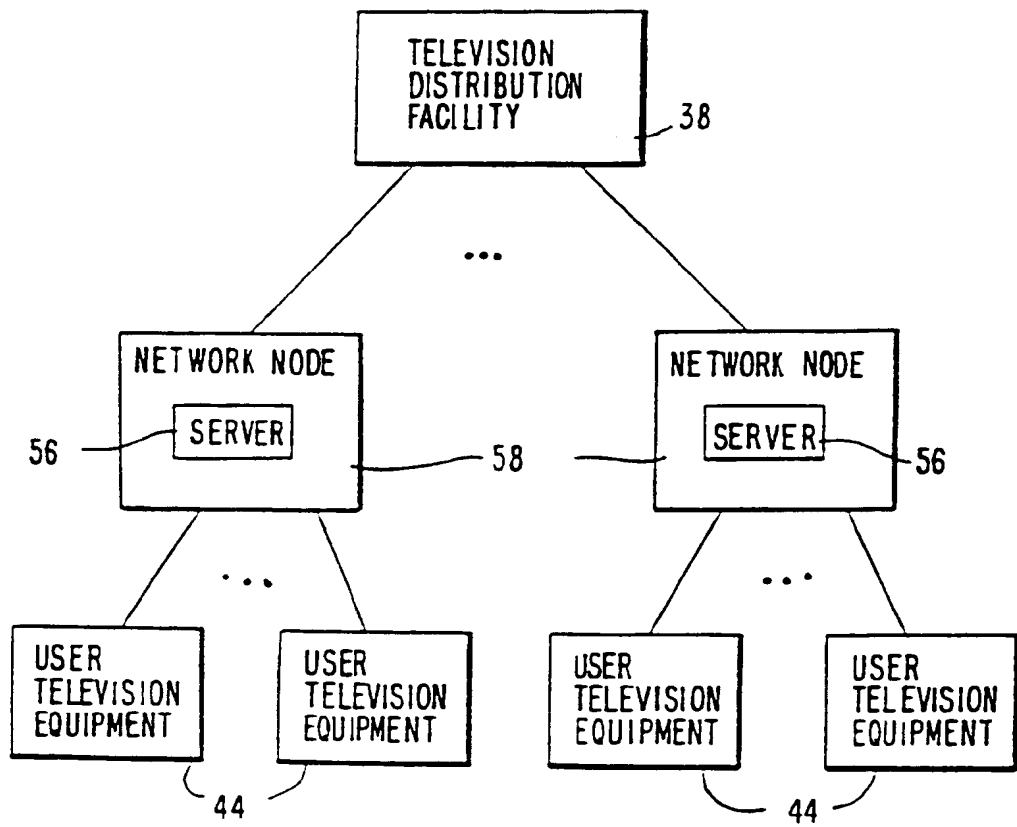 TELEVISION
DISTRIBUTION
FACILITY
38
...
NETWORK NODE
SERVER
56
58
NETWORK NODE
SERVER
56
...
...
USER
TELEVISION
EQUIPMENT
USER
TELEVISION
EQUIPMENT
44
USER
TELEVISION
EQUIPMENT
USER
TELEVISION
EQUIPMENT
44